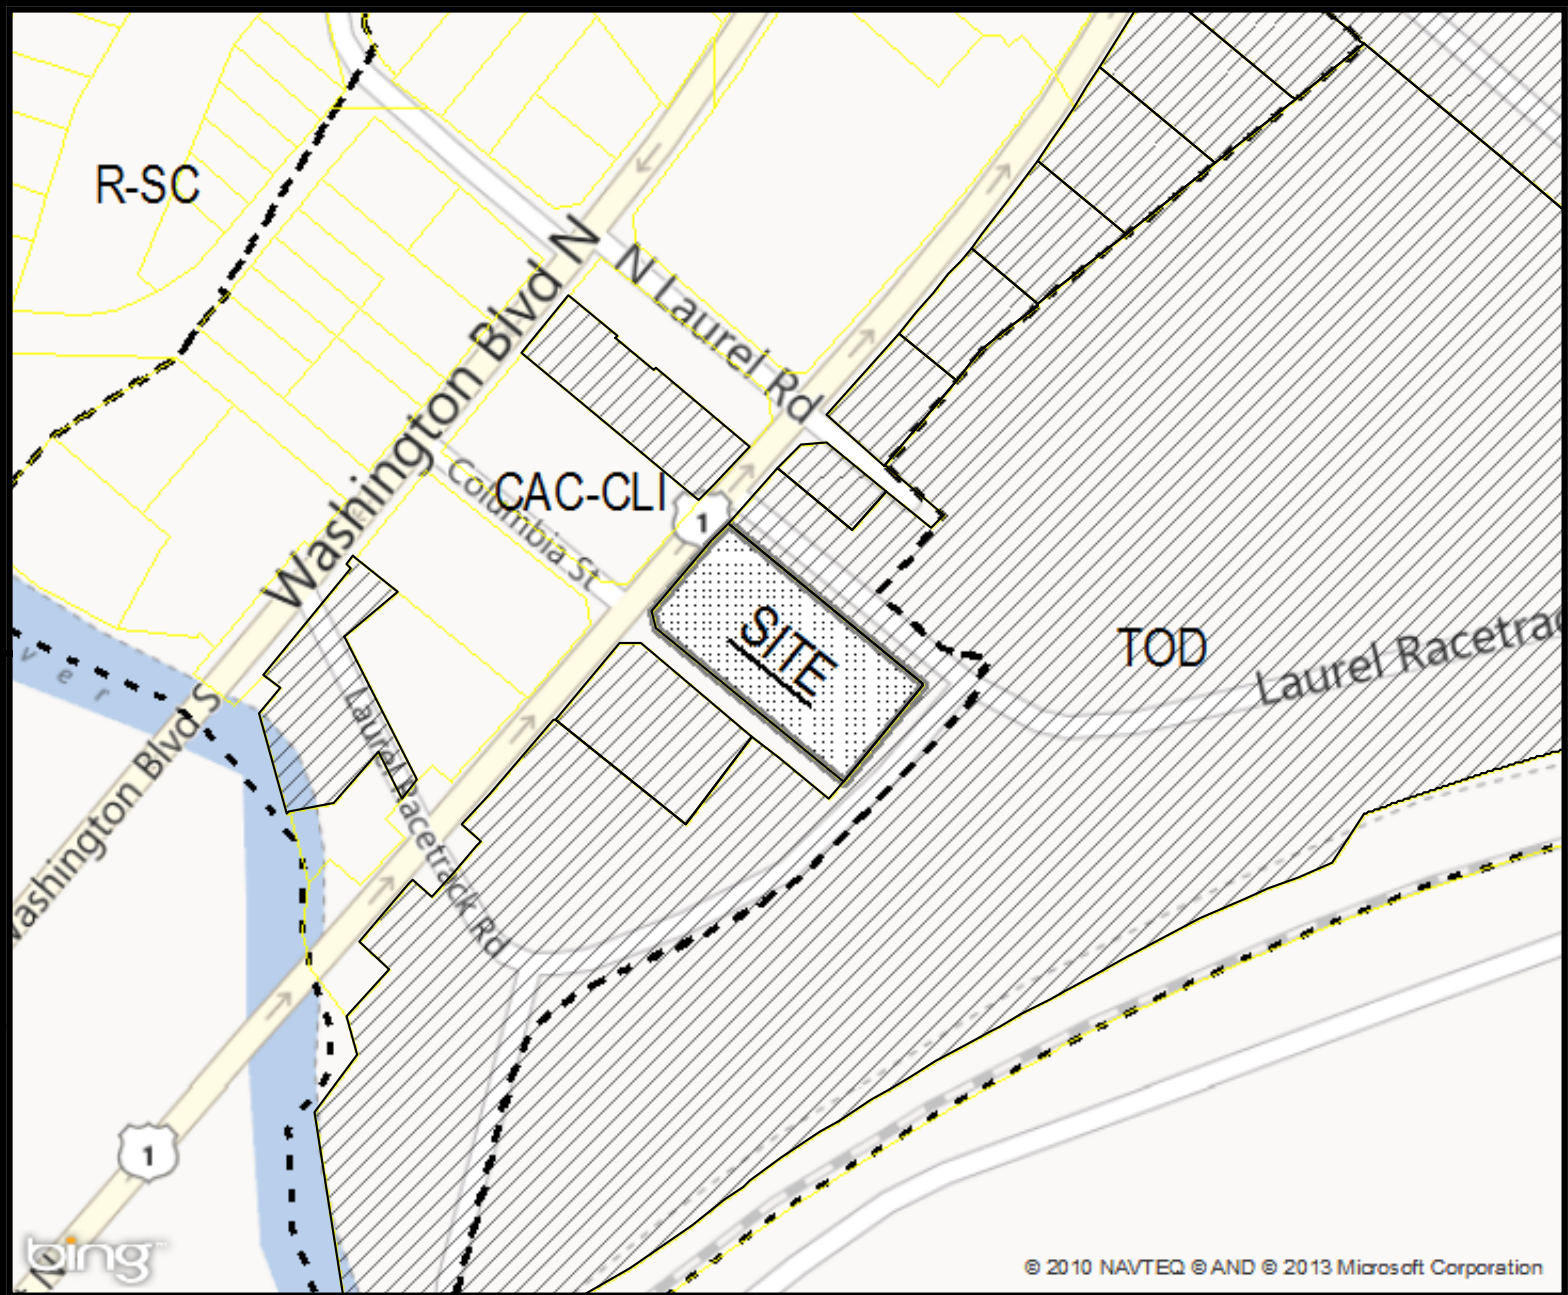 R-SC
Washington Blvd N
N Laurel Rd
CAC-CLI
Columbia St
1
SITE
TOD
Laurel Racetrac
ver
Washington Blvd S
Laurel Racetrack Rd
1
N
bing
© 2010 NAVTEQ © AND © 2013 Microsoft Corporation